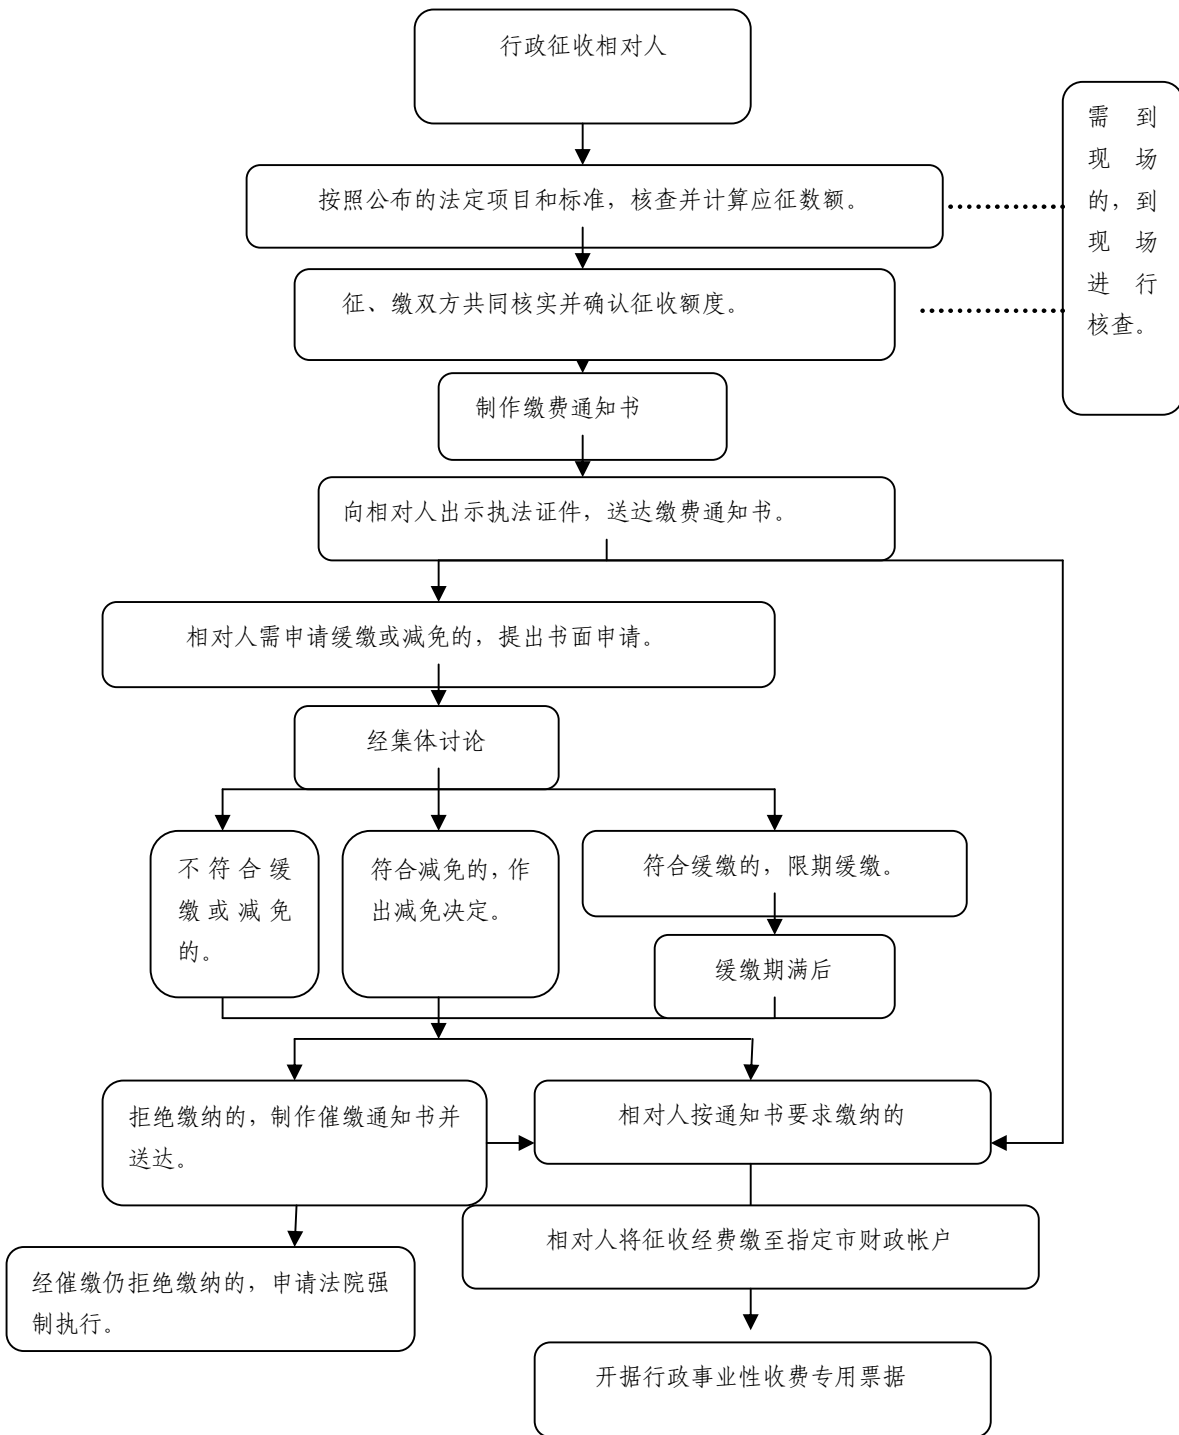 行政征收相对人
需到
现场
的，到
现场
进行
核查。
按照公布的法定项目和标准，核查并计算应征数额。
征、缴双方共同核实并确认征收额度。
制作缴费通知书
向相对人出示执法证件，送达缴费通知书。
相对人需申请缓缴或减免的，提出书面申请。
经集体讨论
不符合缓
缴或减免
的。
符合减免的，作
出减免决定。
符合缓缴的，限期缓缴。
缓缴期满后
拒绝缴纳的，制作催缴通知书并
送达。
相对人按通知书要求缴纳的
相对人将征收经费缴至指定市财政帐户
经催缴仍拒绝缴纳的，申请法院强
制执行。
开据行政事业性收费专用票据